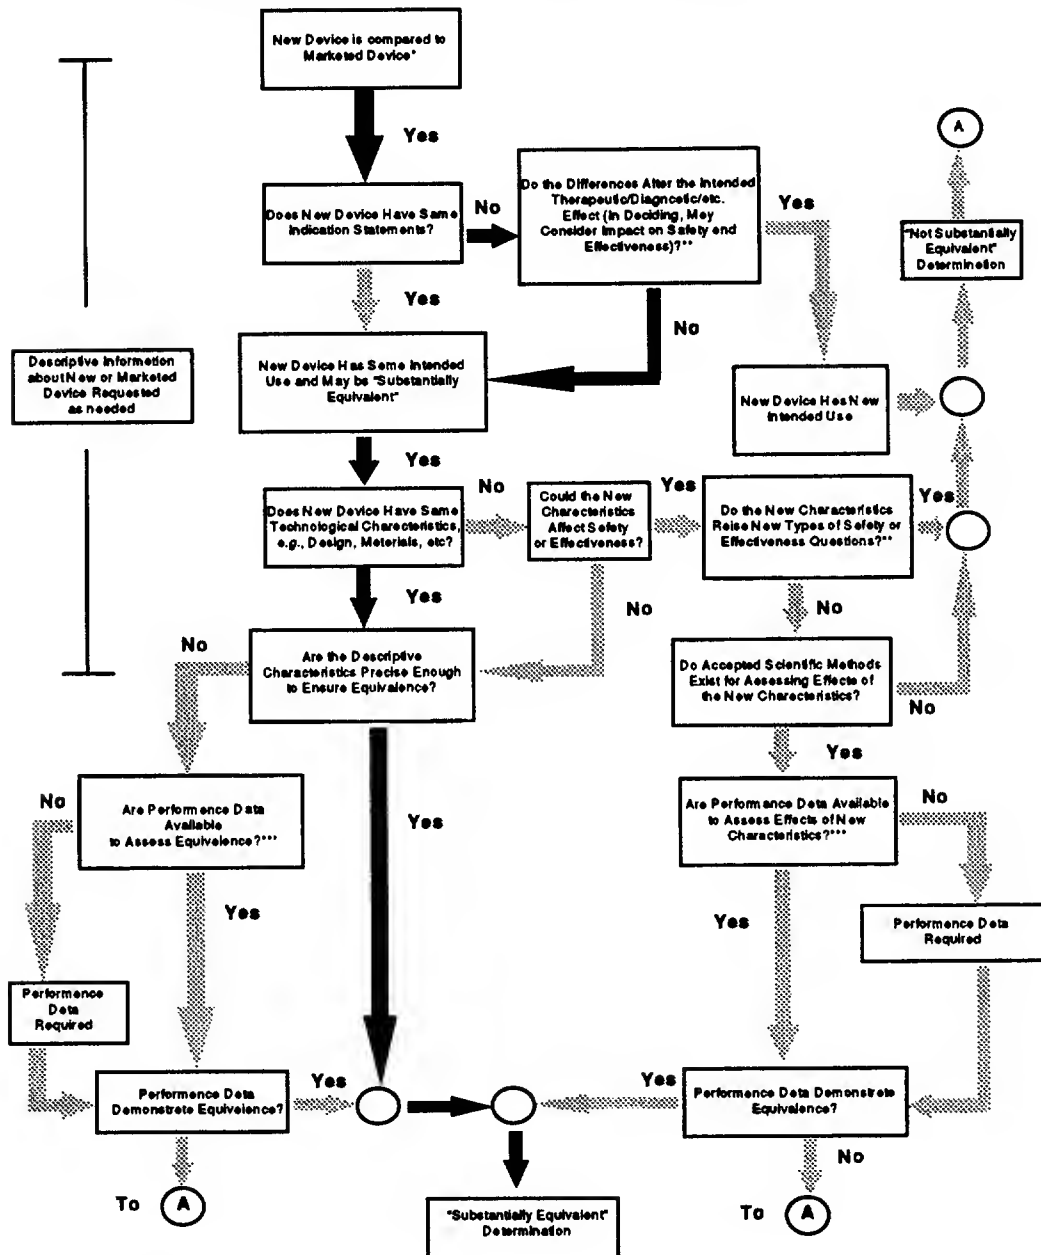 New Device is compared to
Marketed Device*
Yes
A
Do the Differences After the Intended
Therapeutic/Diagnostic/etc.
Effect (in Deciding, May
Consider Impact on Safety end
Effectiveness)?**
Does New Device Have Same
Indication Statements?
No
Yes
"Not Substantially
Equivalent"
Determination
Yes
No
Descriptive Information
about New or Marketed
Device Requested
as needed
New Device Has Same Intended
Use and May be "Substantially
Equivalent"
New Device Hes New
Intended Use
Yes
Does New Device Have Same
Technological Characteristics,
e.g., Design, Materials, etc?
No
Could the New
Characteristics
Affect Safety
or Effectiveness?
Yes
Do the New Characteristics
Reise New Types of Safety or
Effectiveness Questions?**
Yes
Yes
No
No
No
Are the Descriptive
Characteristics Precise Enough
to Ensure Equivalence?
Do Accepted Scientific Methods
Exist for Assessing Effects of
the New Characteristics?
No
Yes
No
Are Performance Data
Available
to Assess Equivelence?***
Yes
Are Performance Data Available
to Assess Effects of New
Characteristics?***
No
Yes
Yes
Performance Data
Required
Performance
Deta
Required
Performance Data
Demonstrete Equivalence?
Yes
Yes
Performance Data Demonstrete
Equivalence?
No
To
A
"Substantially Equivalent"
Determination
To
A